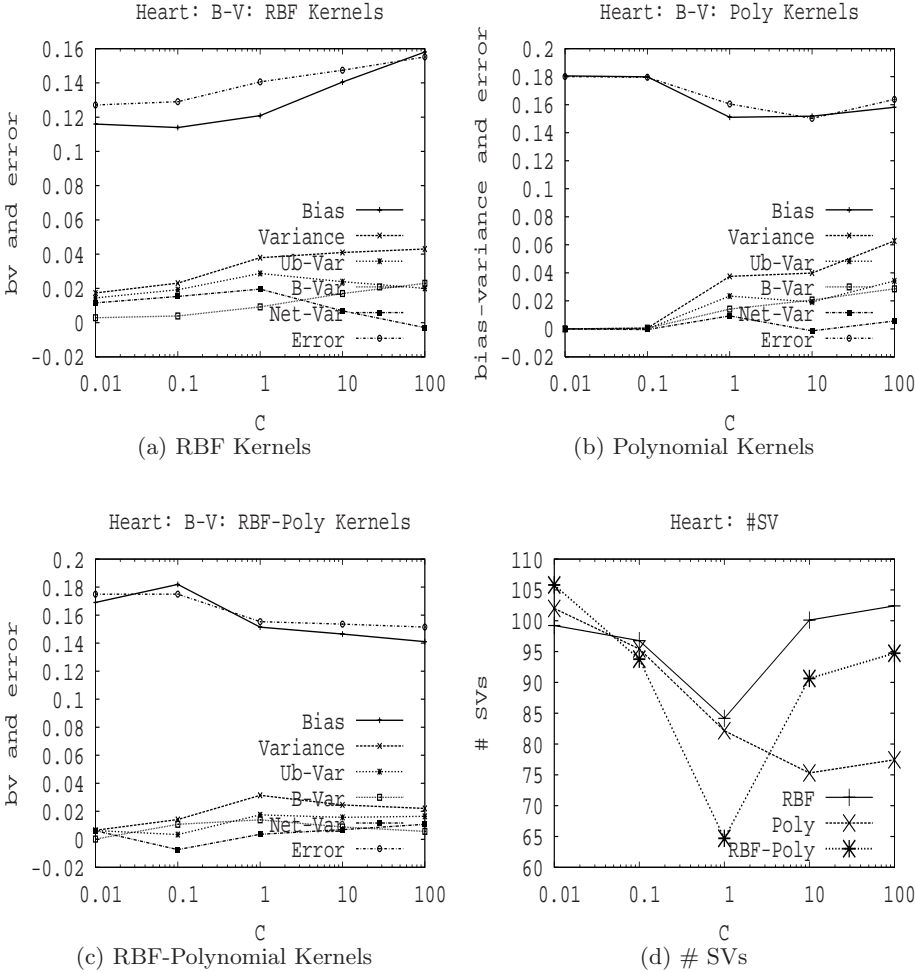 Heart: B-V: RBF Kernels
bv and error
0.16
0.14
0.12
0.1
0.08
0.06
0.04
0.02
0
-0.02
Bias
Variance
Ub-Var
B-Var
Net-Var
Error
0.01 0.1 1 10 100
C
(a) RBF Kernels
Heart: B-V: Poly Kernels
bias-variance and error
0.2
0.18
0.16
0.14
0.12
0.1
0.08
0.06
0.04
0.02
0
-0.02
Bias
Variance
Ub-Var
B-Var
Net-Var
Error
0.01 0.1 1 10 100
C
(b) Polynomial Kernels
Heart: B-V: RBF-Poly Kernels
bv and error
0.2
0.18
0.16
0.14
0.12
0.1
0.08
0.06
0.04
0.02
0
-0.02
Bias
Variance
Ub-Var
B-Var
Net-Var
Error
0.01 0.1 1 10 100
C
(c) RBF-Polynomial Kernels
Heart: #SV
# SVs
110
105
100
95
90
85
80
75
70
65
60
RBF
Poly
RBF-Poly
0.01 0.1 1 10 100
C
(d) # SVs